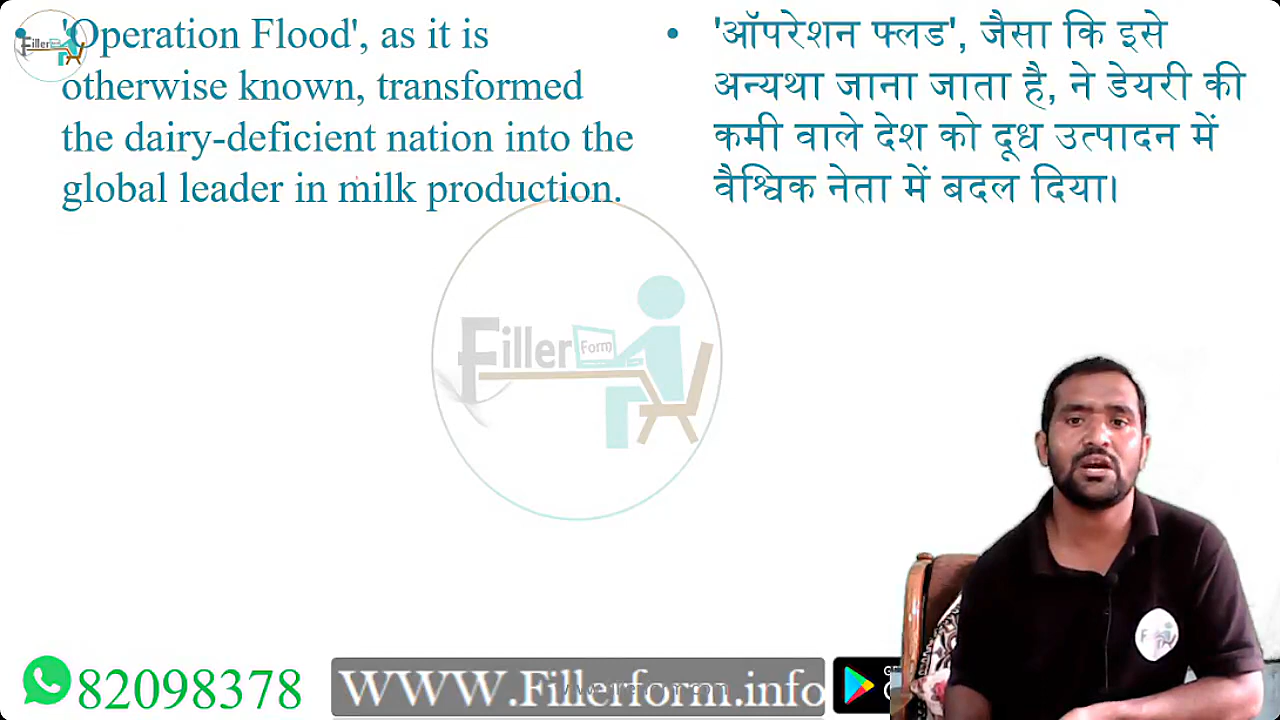 'Operation Flood', as it is
otherwise known, transformed
the dairy-deficient nation into the
global leader in milk production.
'ऑपरेशन फ्लड', जैसा कि इसे
अन्यथा जाना जाता है, ने डेयरी की
कमी वाले देश को दूध उत्पादन में
वैश्विक नेता में बदल दिया।
Filler
Form
82098378
WWW.Fillerform.info